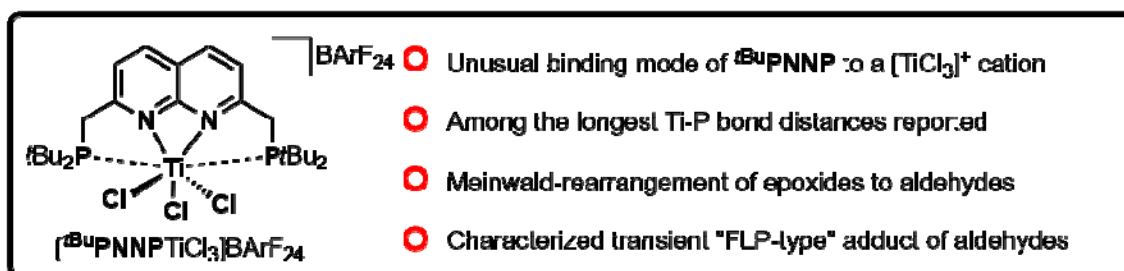 BArF₂₄
N N
tBu₂P Ti PtBu₂
Cl Cl Cl
[ᵗᴮᵘPNNPTiCl₃]BArF₂₄
Unusual binding mode of ᵗᴮᵘPNNP to a [TiCl₃]⁺ cation
Among the longest Ti-P bond distances reported
Meinwald-rearrangement of epoxides to aldehydes
Characterized transient "FLP-type" adduct of aldehydes